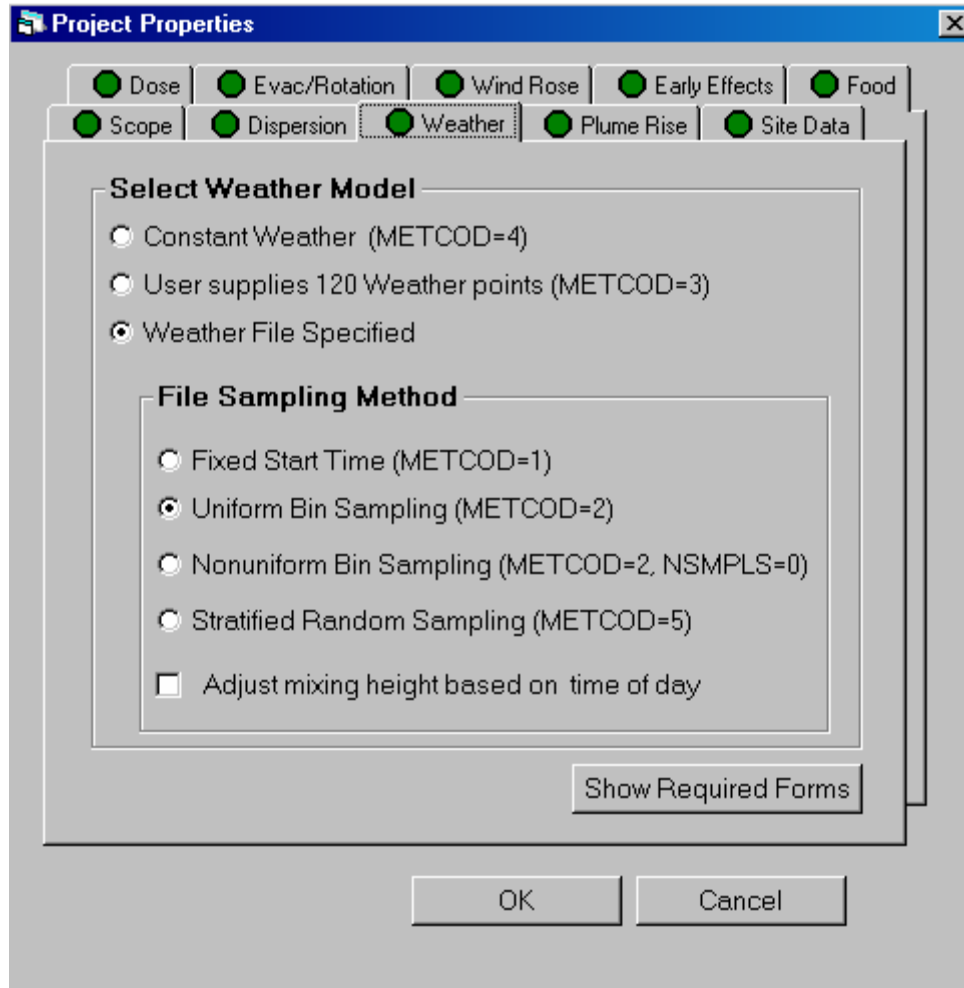 Project Properties
Dose Evac/Rotation Wind Rose Early Effects Food
Scope Dispersion Weather Plume Rise Site Data
Select Weather Model
Constant Weather (METCOD=4)
User supplies 120 Weather points (METCOD=3)
Weather File Specified
File Sampling Method
Fixed Start Time (METCOD=1)
Uniform Bin Sampling (METCOD=2)
Nonuniform Bin Sampling (METCOD=2, NSMPLS=0)
Stratified Random Sampling (METCOD=5)
Adjust mixing height based on time of day
Show Required Forms
OK Cancel